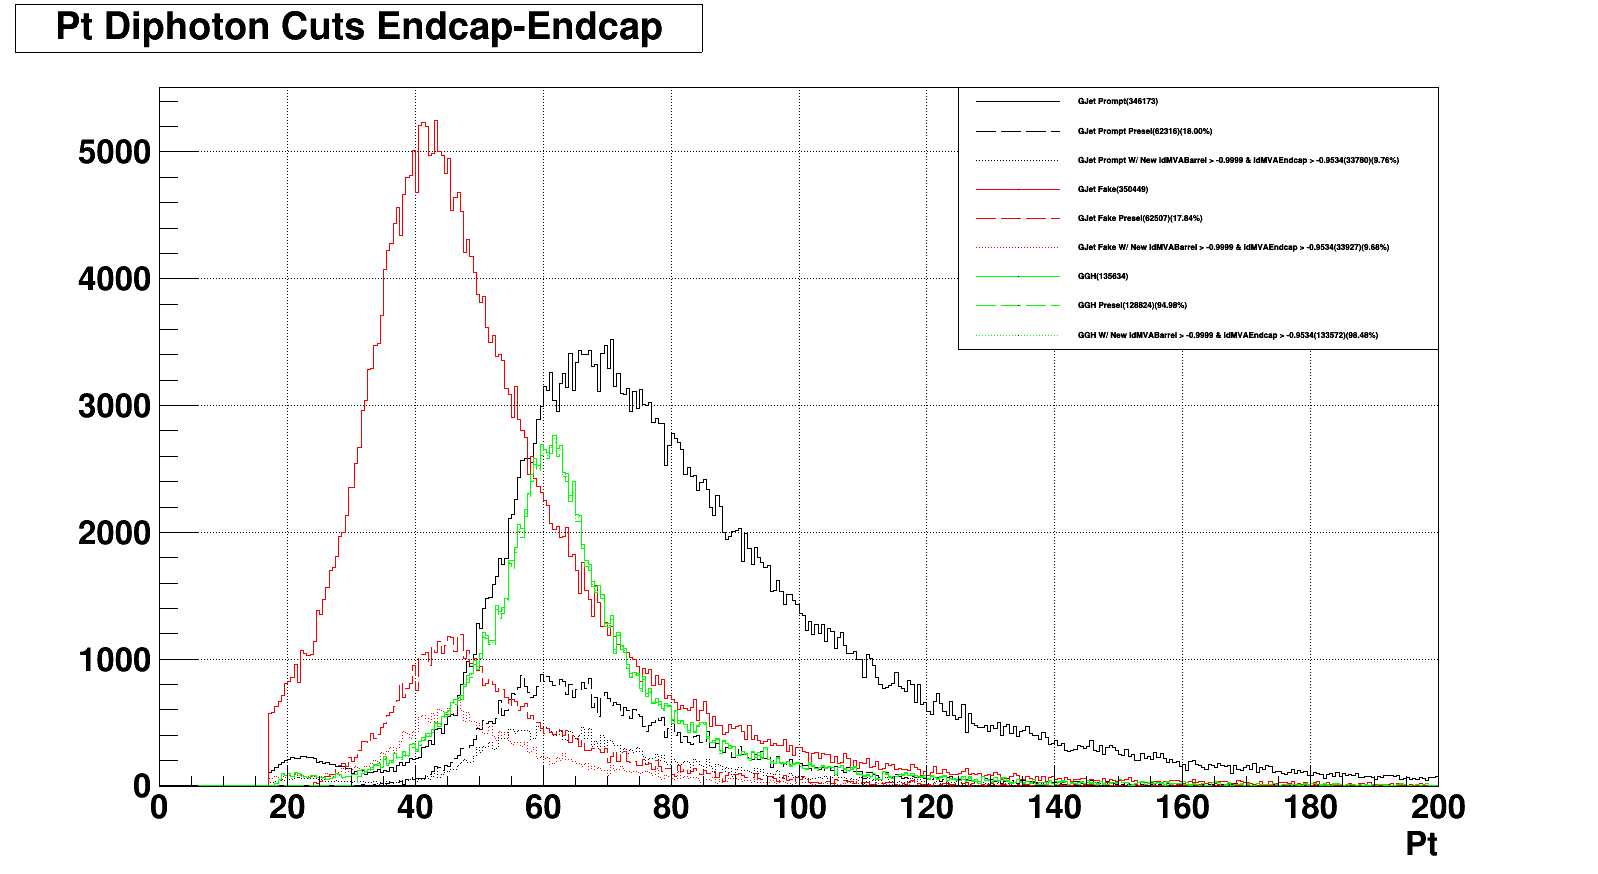 Pt Diphoton Cuts Endcap-Endcap
GJet Prompt(346173)
GJet Prompt Presel(62316)(18.00%)
GJet Prompt W/ New idMVABarrel > -0.9999 & idMVAEndcap > -0.9534(33780)(9.76%)
GJet Fake(350449)
GJet Fake Presel(62507)(17.84%)
GJet Fake W/ New idMVABarrel > -0.9999 & idMVAEndcap > -0.9534(33927)(9.68%)
GGH(135634)
GGH Presel(128824)(94.98%)
GGH W/ New idMVABarrel > -0.9999 & idMVAEndcap > -0.9534(133572)(98.48%)
5000
4000
3000
2000
1000
0
0 20 40 60 80 100 120 140 160 180 200
Pt